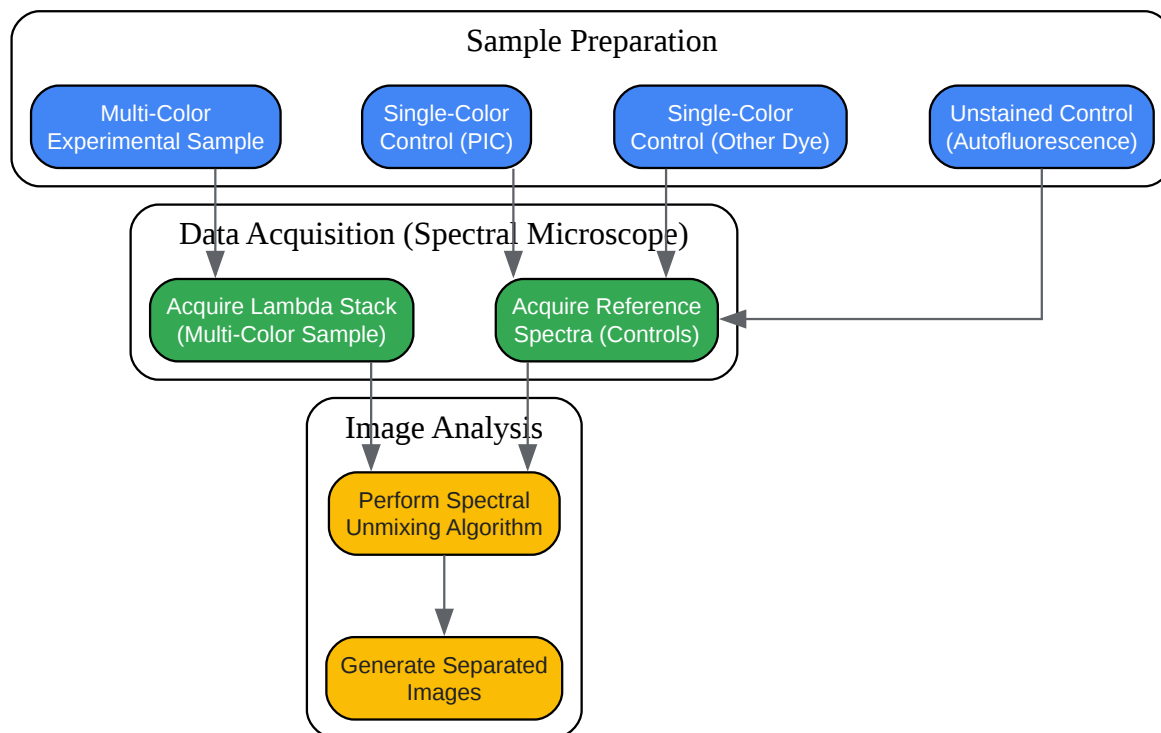 Sample Preparation
Multi-Color
Experimental Sample
Single-Color
Control (PIC)
Single-Color
Control (Other Dye)
Unstained Control
(Autofluorescence)
Data Acquisition (Spectral Microscope)
Acquire Lambda Stack
(Multi-Color Sample)
Acquire Reference
Spectra (Controls)
Image Analysis
Perform Spectral
Unmixing Algorithm
Generate Separated
Images